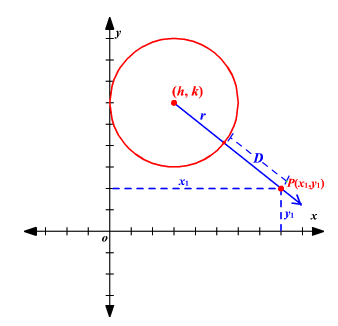 y
(h, k)
r
D
x₁
P(x₁,y₁)
y₁
x
o